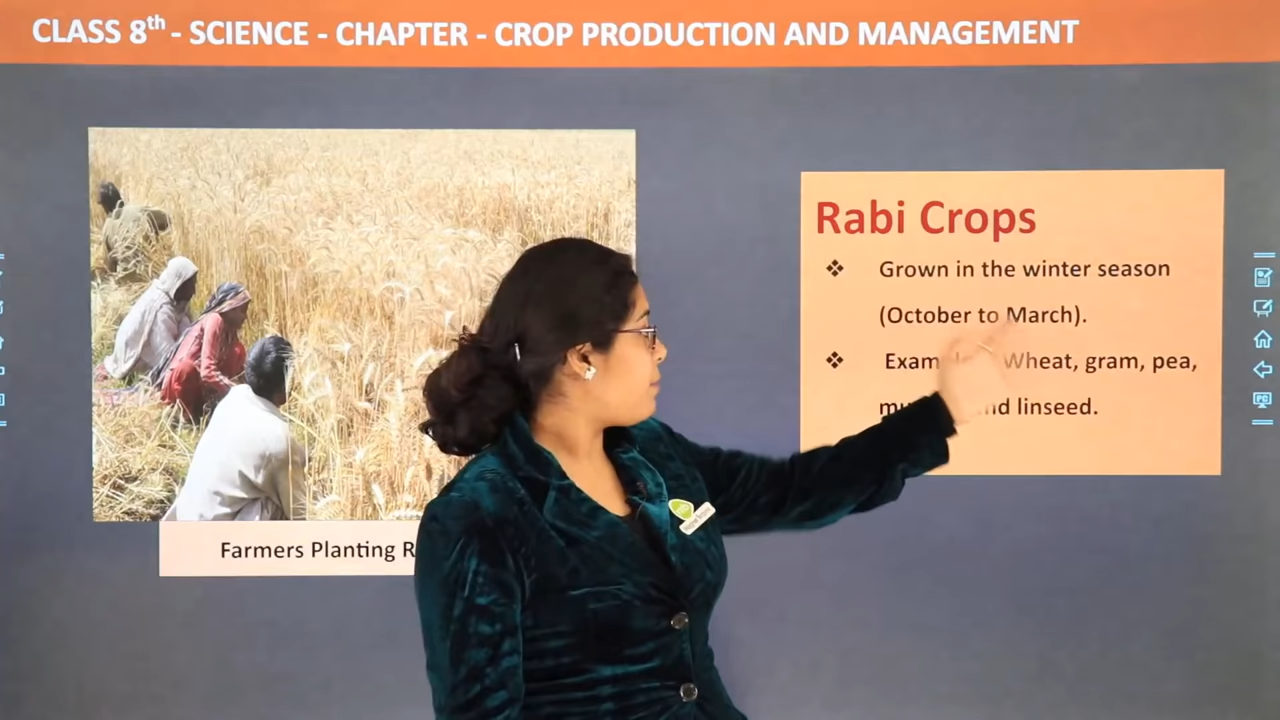 CLASS 8th - SCIENCE - CHAPTER - CROP PRODUCTION AND MANAGEMENT
Rabi Crops
Grown in the winter season
(October to March).
Wheat, gram, pea,
linseed.
Farmers Planting